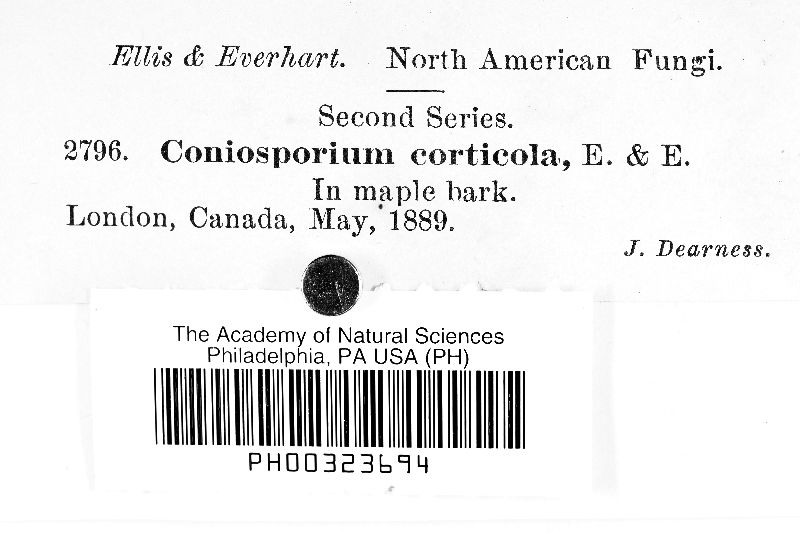 Ellis & Everhart. North American Fungi.
Second Series.
2796. Coniosporium corticola, E. & E.
In maple bark.
London, Canada, May, 1889.
J. Dearness.
The Academy of Natural Sciences
Philadelphia, PA USA (PH)
PH00323694